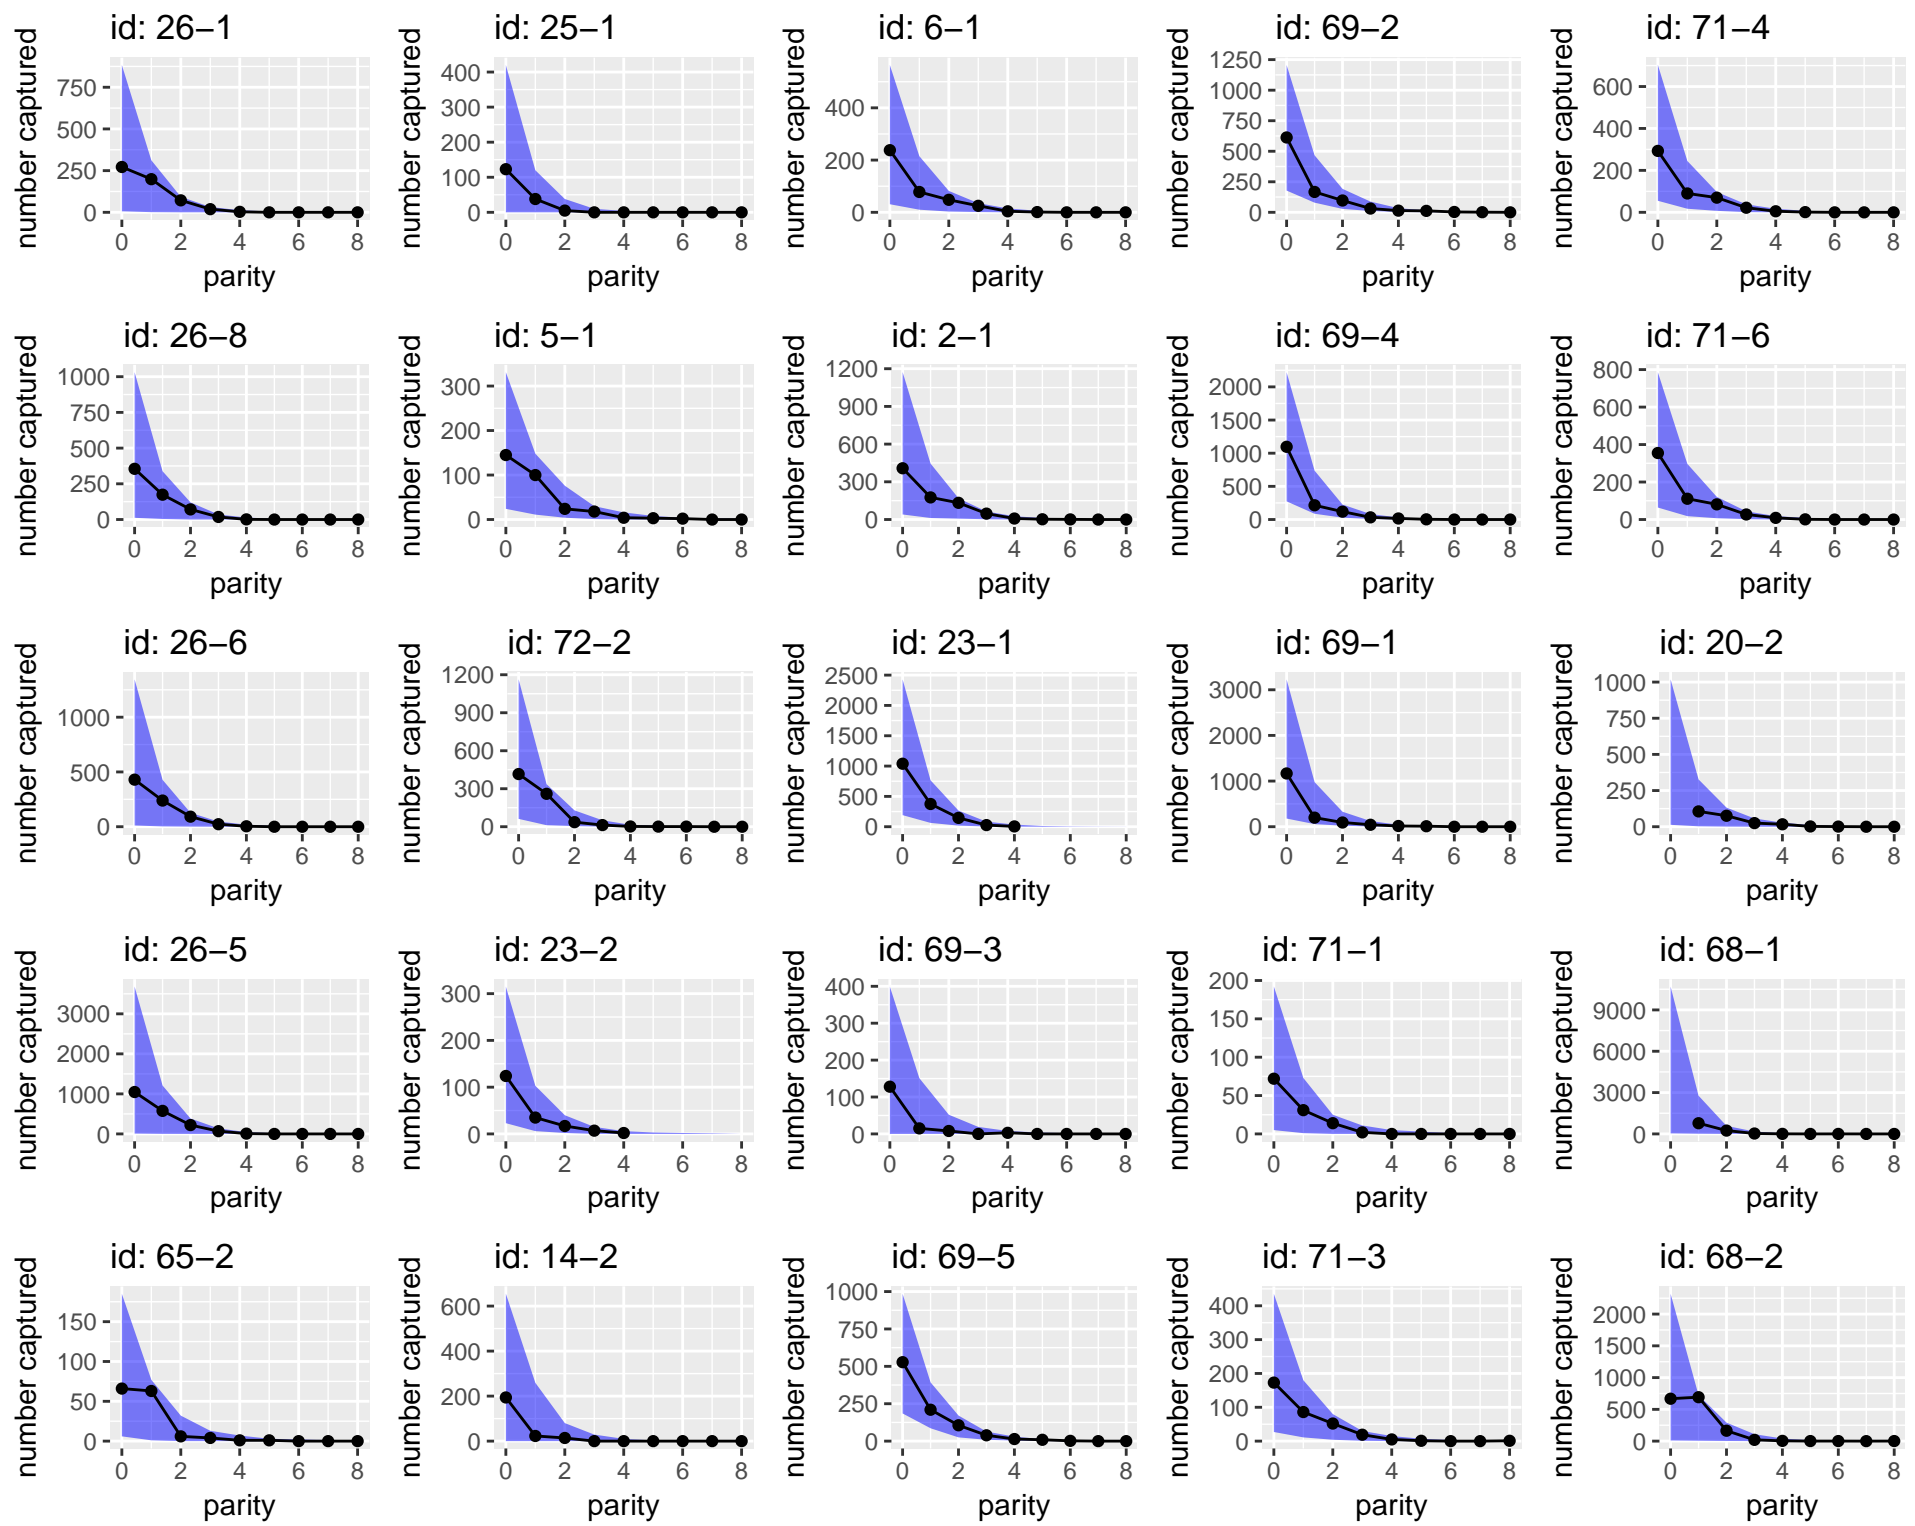 id: 26−1
number captured
750
500
250
0
0 2 4 6 8
parity
id: 25−1
number captured
400
300
200
100
0
0 2 4 6 8
parity
id: 6−1
number captured
400
200
0
0 2 4 6 8
parity
id: 69−2
number captured
1250
1000
750
500
250
0
0 2 4 6 8
parity
id: 71−4
number captured
600
400
200
0
0 2 4 6 8
parity
id: 26−8
number captured
1000
750
500
250
0
0 2 4 6 8
parity
id: 5−1
number captured
300
200
100
0
0 2 4 6 8
parity
id: 2−1
number captured
1200
900
600
300
0
0 2 4 6 8
parity
id: 69−4
number captured
2000
1500
1000
500
0
0 2 4 6 8
parity
id: 71−6
number captured
800
600
400
200
0
0 2 4 6 8
parity
id: 26−6
number captured
1000
500
0
0 2 4 6 8
parity
id: 72−2
number captured
1200
900
600
300
0
0 2 4 6 8
parity
id: 23−1
number captured
2500
2000
1500
1000
500
0
0 2 4 6 8
parity
id: 69−1
number captured
3000
2000
1000
0
0 2 4 6 8
parity
id: 20−2
number captured
1000
750
500
250
0
0 2 4 6 8
parity
id: 26−5
number captured
3000
2000
1000
0
0 2 4 6 8
parity
id: 23−2
number captured
300
200
100
0
0 2 4 6 8
parity
id: 69−3
number captured
400
300
200
100
0
0 2 4 6 8
parity
id: 71−1
number captured
200
150
100
50
0
0 2 4 6 8
parity
id: 68−1
number captured
9000
6000
3000
0
0 2 4 6 8
parity
id: 65−2
number captured
150
100
50
0
0 2 4 6 8
parity
id: 14−2
number captured
600
400
200
0
0 2 4 6 8
parity
id: 69−5
number captured
1000
750
500
250
0
0 2 4 6 8
parity
id: 71−3
number captured
400
300
200
100
0
0 2 4 6 8
parity
id: 68−2
number captured
2000
1500
1000
500
0
0 2 4 6 8
parity